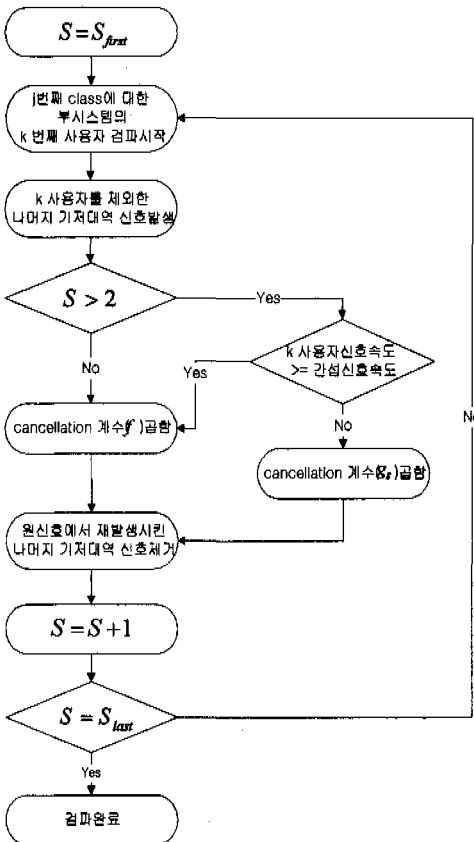 S = S_first
j번째 class에 대한
부시스템의
k 번째 사용자 검파시작
k 사용자를 제외한
나머지 기저대역 신호발생
S > 2
Yes
No
k 사용자신호속도
>= 간섭신호속도
Yes
No
cancellation 계수(f )곱함
cancellation 계수(g_s)곱함
원신호에서 재발생시킨
나머지 기저대역 신호제거
S = S + 1
S = S_last
No
Yes
검파완료